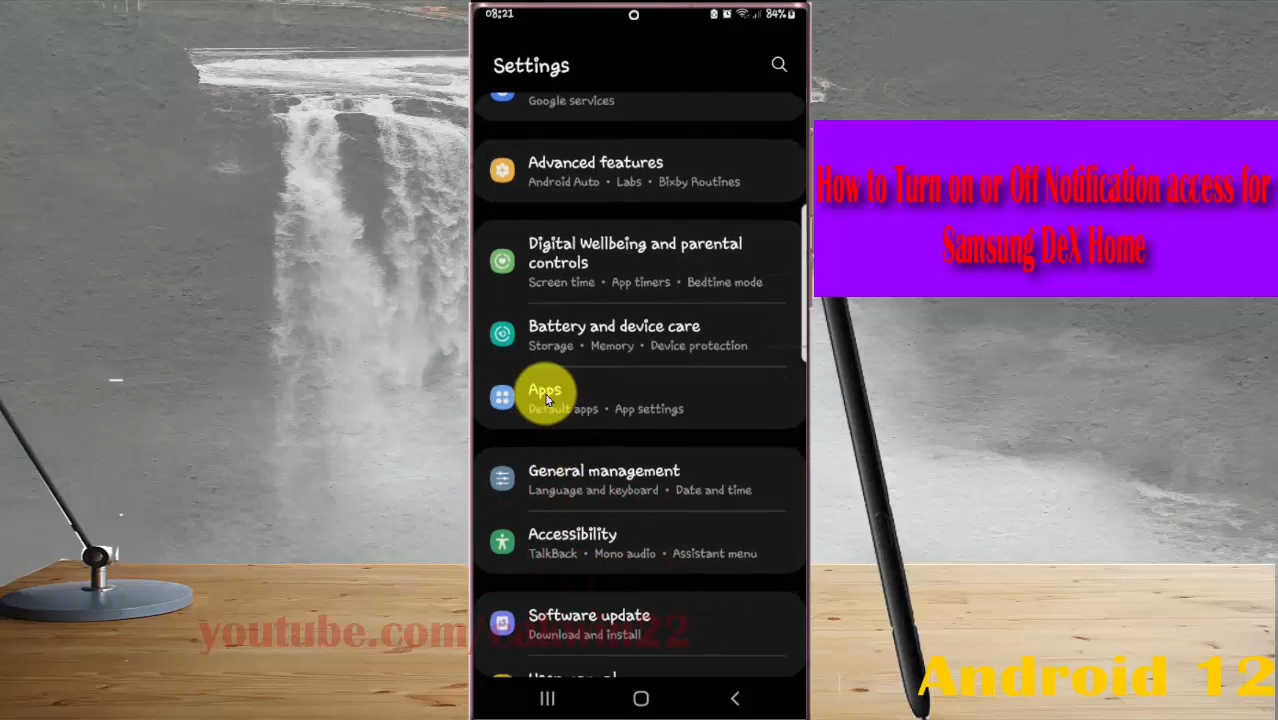 08:21
84%
Settings
Google services
Advanced features
Android Auto • Labs • Bixby Routines
Digital Wellbeing and parental
controls
Screen time • App timers • Bedtime mode
Battery and device care
Storage • Memory • Device protection
Apps
Default apps • App settings
General management
Language and keyboard • Date and time
Accessibility
TalkBack • Mono audio • Assistant menu
Software update
Download and install
How to Turn on or Off Notification access for
Samsung DeX Home
Android 12